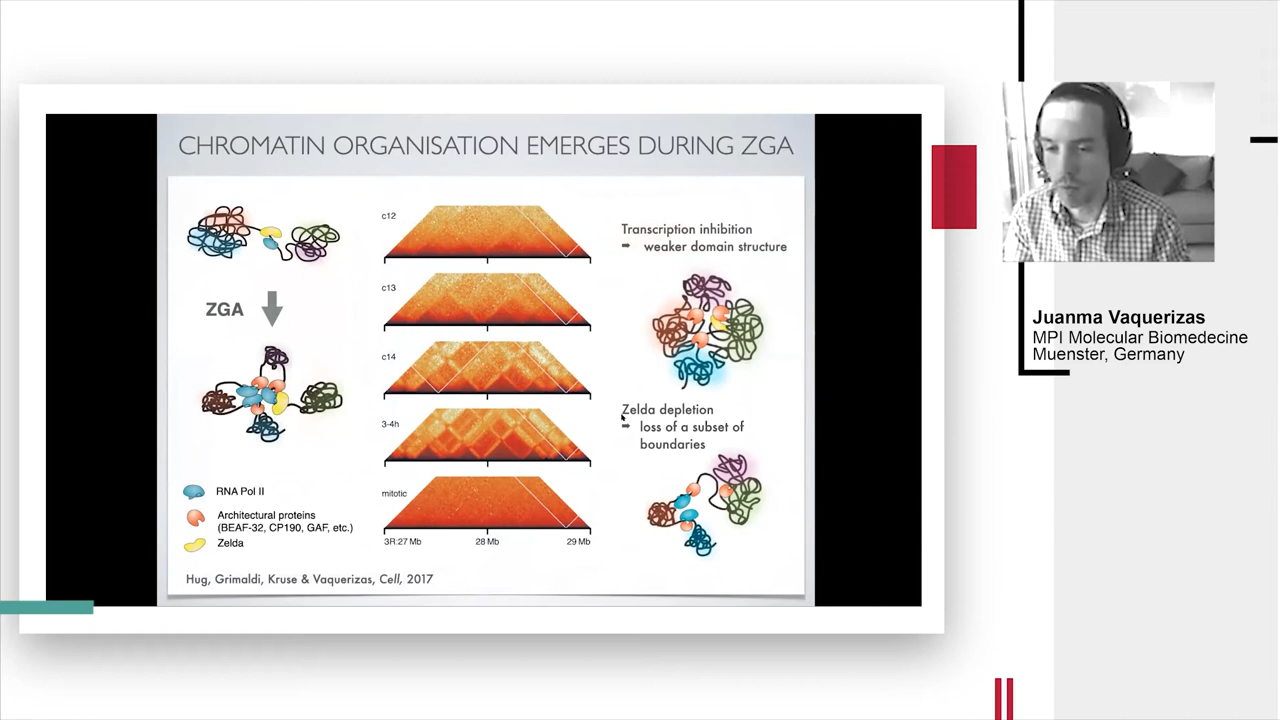 CHROMATIN ORGANISATION EMERGES DURING ZGA
ZGA
RNA Pol II
Architectural proteins
(BEAF-32, CP190, GAF, etc.)
Zelda
c12
c13
c14
3-4h
mitotic
3R:27 Mb
28 Mb
29 Mb
Transcription inhibition
➡ weaker domain structure
Zelda depletion
➡ loss of a subset of
boundaries
Hug, Grimaldi, Kruse & Vaquerizas, Cell, 2017
Juanma Vaquerizas
MPI Molecular Biomedecine
Muenster, Germany